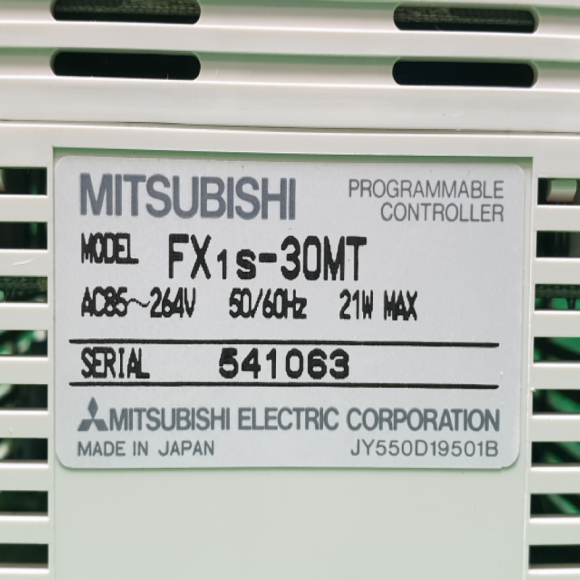 MITSUBISHI
PROGRAMMABLE
CONTROLLER
MODEL FX1s-30MT
AC85~264V 50/60Hz 21W MAX
SERIAL 541063
MITSUBISHI ELECTRIC CORPORATION
MADE IN JAPAN JY550D19501B